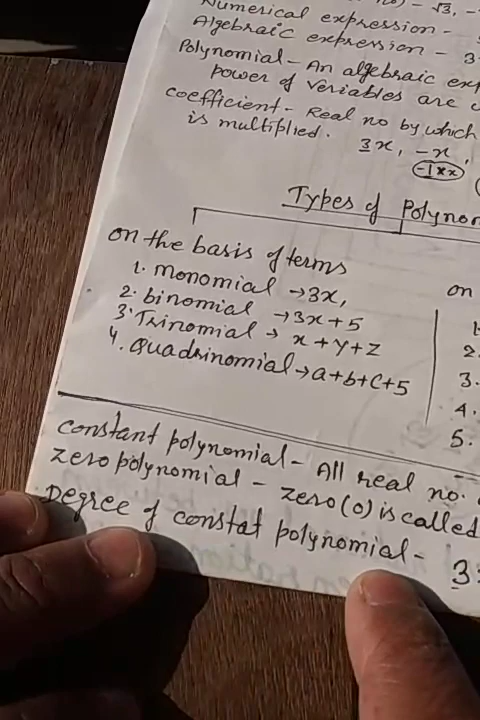 Numerical expression -
Algebraic expression - 3
Polynomial - An algebraic
power of variables are
coefficient - Real no by which
is multiplied.
3x, -x,
-1xx
Types of Polynom
on the basis of terms
on
1. monomial → 3x,
2. binomial → 3x+5
3. Trinomial → x+y+z
4. Quadrinomial → a+b+c+5
1.
2.
3.
4.
5.
constant polynomial - All real no.
zero polynomial - zero (0) is called
Degree of constat polynomial - 3